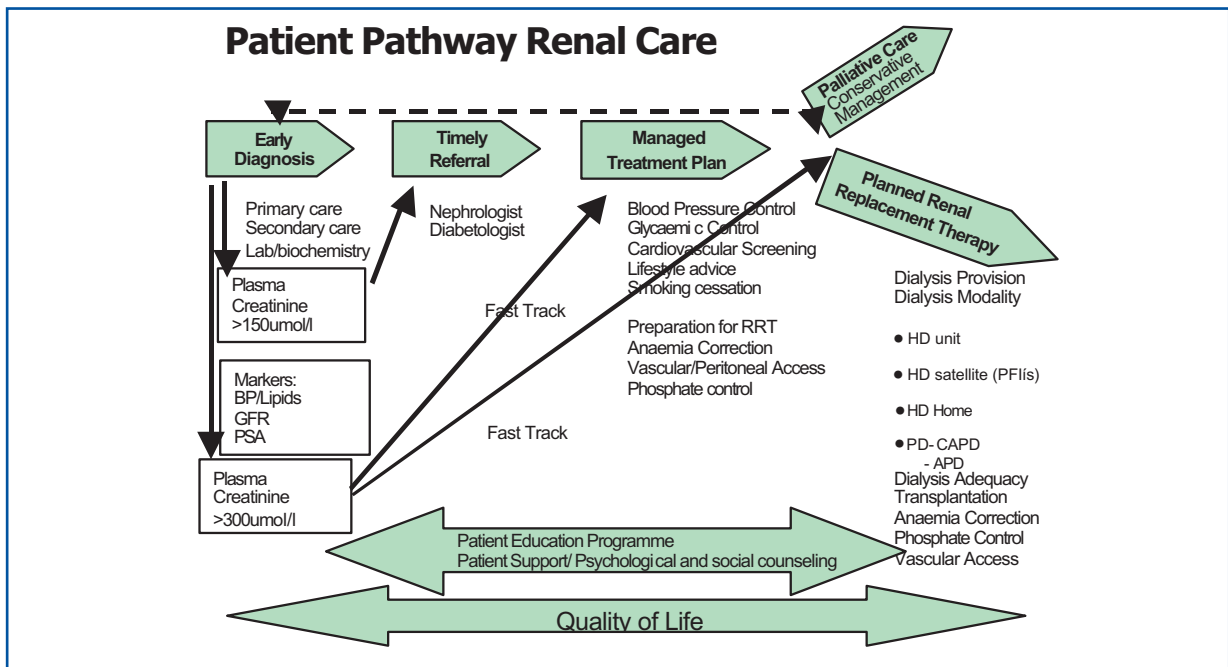 Patient Pathway Renal Care
Palliative Care
Conservative
Management
Early
Diagnosis
Timely
Referral
Managed
Treatment Plan
Planned Renal
Replacement Therapy
Primary care
Secondary care
Lab/biochemistry
Nephrologist
Diabetologist
Blood Pressure Control
Glycaemi c Control
Cardiovascular Screening
Lifestyle advice
Smoking cessation
Preparation for RRT
Anaemia Correction
Vascular/Peritoneal Access
Phosphate control
Plasma
Creatinine
>150umol/l
Markers:
BP/Lipids
GFR
PSA
Plasma
Creatinine
>300umol/l
Fast Track
Fast Track
Dialysis Provision
Dialysis Modality
● HD unit
● HD satellite (PFIís)
● HD Home
● PD- CAPD
- APD
Dialysis Adequacy
Transplantation
Anaemia Correction
Phosphate Control
Vascular Access
Patient Education Programme
Patient Support/ Psychological and social counseling
Quality of Life